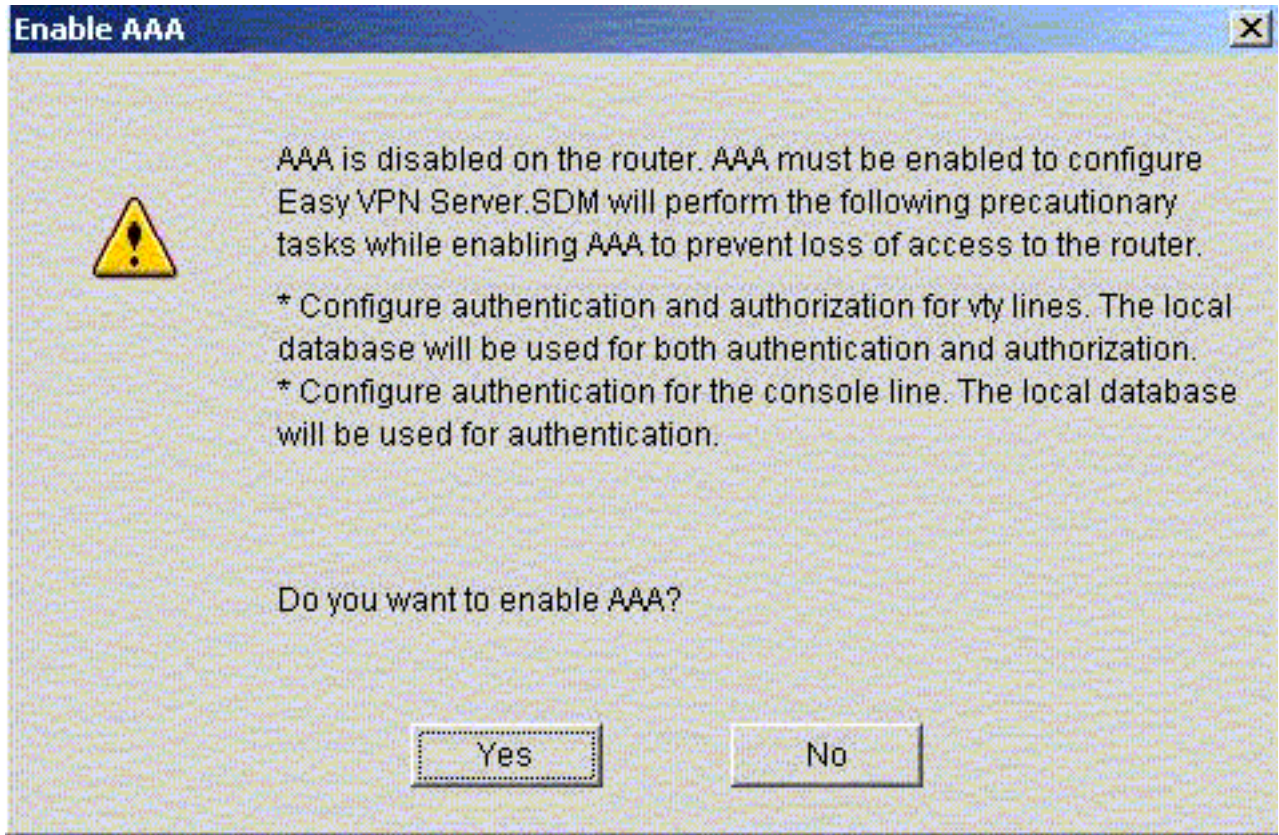 Enable AAA
AAA is disabled on the router. AAA must be enabled to configure
Easy VPN Server.SDM will perform the following precautionary
tasks while enabling AAA to prevent loss of access to the router.
* Configure authentication and authorization for vty lines. The local
database will be used for both authentication and authorization.
* Configure authentication for the console line. The local database
will be used for authentication.
Do you want to enable AAA?
Yes
No